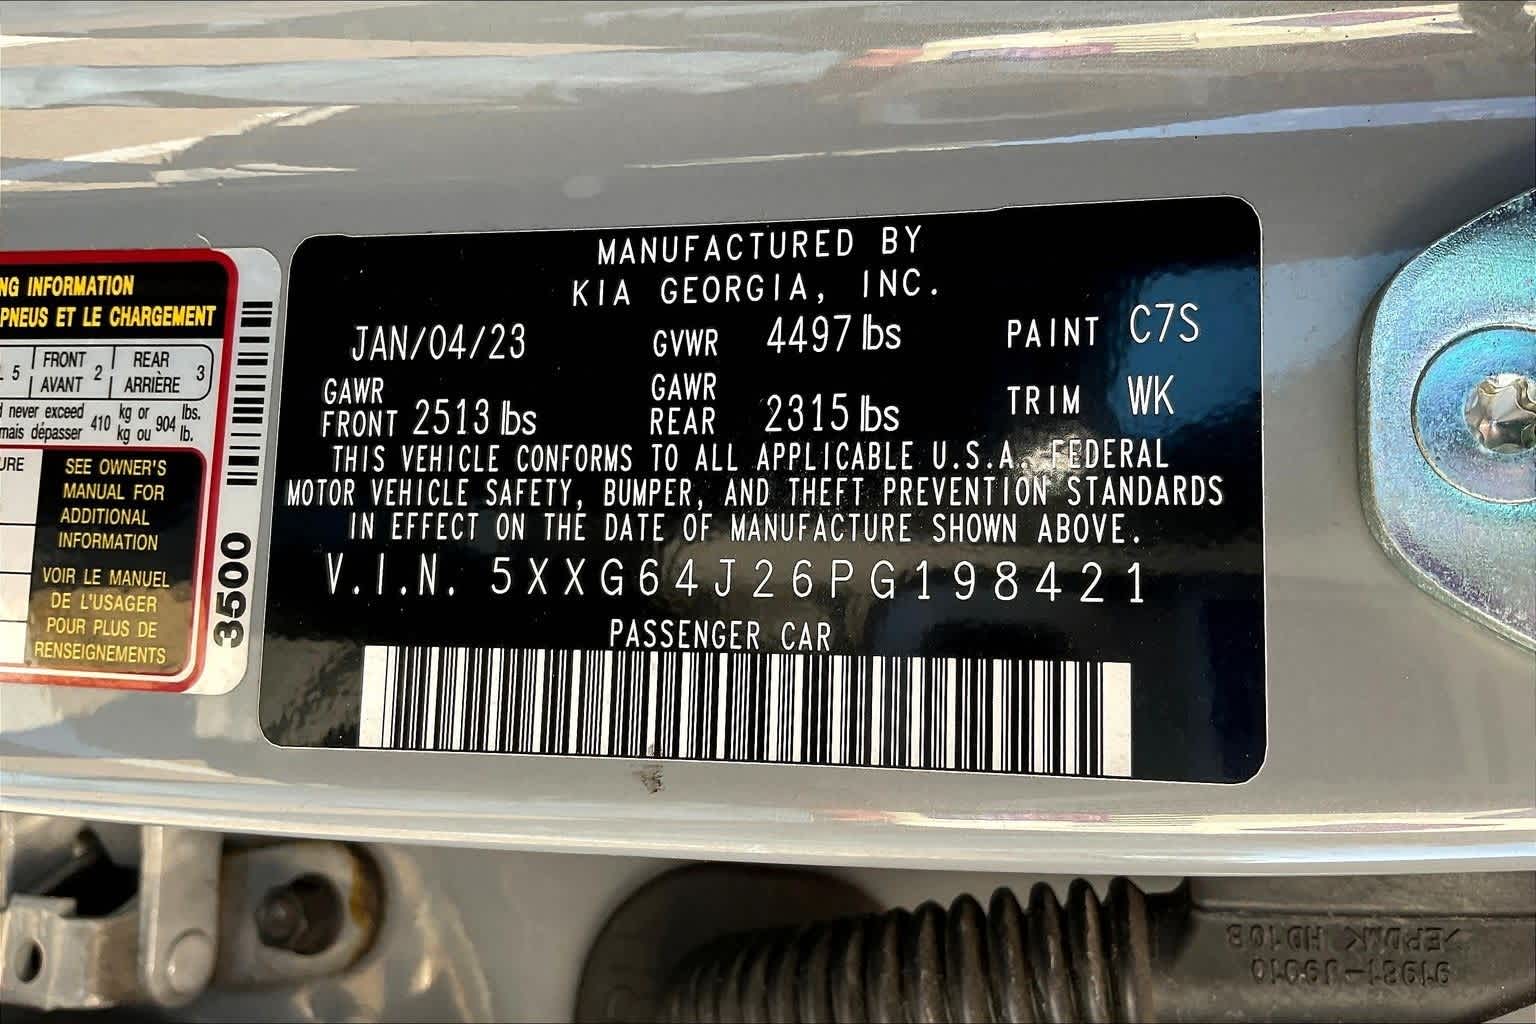 NG INFORMATION
PNEUS ET LE CHARGEMENT
5 FRONT 2 REAR 3
AVANT ARRIÈRE
never exceed 410 kg or 904 lbs.
mais dépasser kg ou lb.
URE
SEE OWNER'S
MANUAL FOR
ADDITIONAL
INFORMATION
VOIR LE MANUEL
DE L'USAGER
POUR PLUS DE
RENSEIGNEMENTS
3500
MANUFACTURED BY
KIA GEORGIA, INC.
JAN/04/23 GVWR 4497 lbs PAINT C7S
GAWR FRONT 2513 lbs GAWR REAR 2315 lbs TRIM WK
THIS VEHICLE CONFORMS TO ALL APPLICABLE U.S.A. FEDERAL
MOTOR VEHICLE SAFETY, BUMPER, AND THEFT PREVENTION STANDARDS
IN EFFECT ON THE DATE OF MANUFACTURE SHOWN ABOVE.
V.I.N. 5XXG64J26PG198421
PASSENGER CAR
>EPDM< HD10B